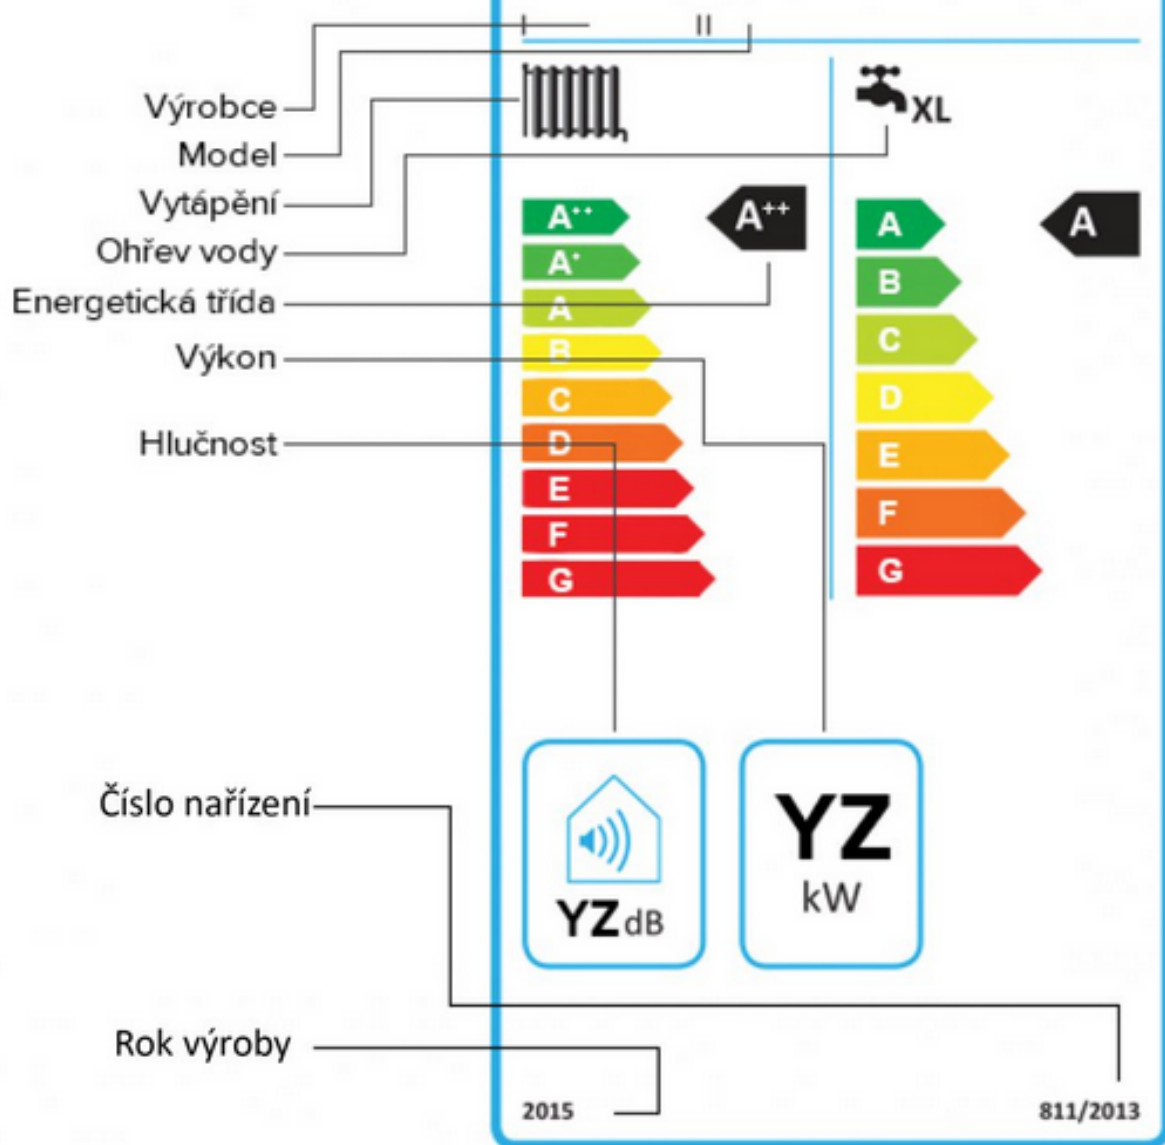 I II
Výrobce
Model
Vytápění
Ohřev vody
Energetická třída
Výkon
Hlučnost
Číslo nařízení
Rok výroby
XL
A⁺⁺ A⁺⁺
A⁺
A
B
C
D
E
F
G
A A
B
C
D
E
F
G
YZ dB
YZ
kW
2015 811/2013